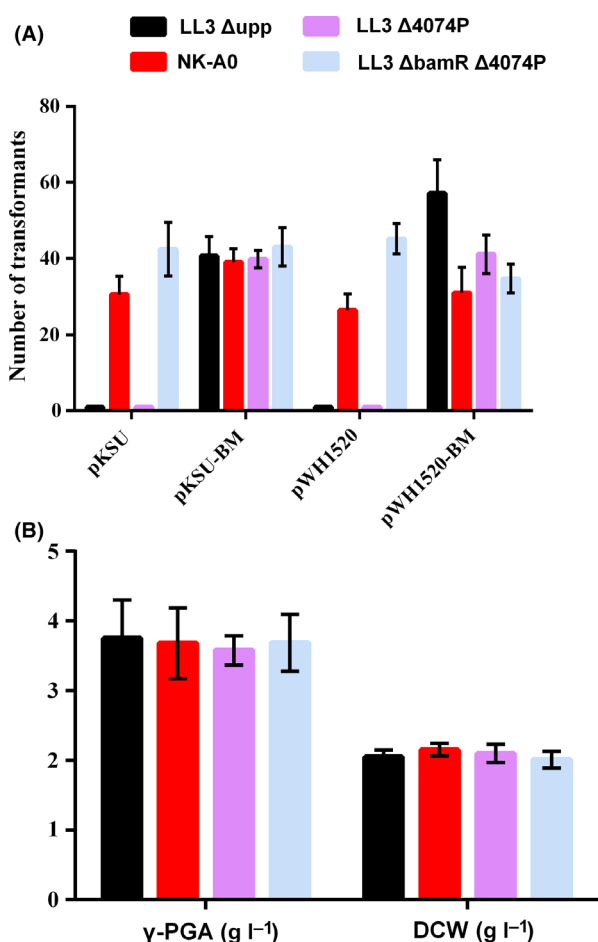 (A)
LL3 Δupp
LL3 Δ4074P
NK-A0
LL3 ΔbamR Δ4074P
Number of transformants
80
60
40
20
0
pKSU
pKSU-BM
pWH1520
pWH1520-BM
(B)
5
4
3
2
1
0
γ-PGA (g l⁻¹)
DCW (g l⁻¹)